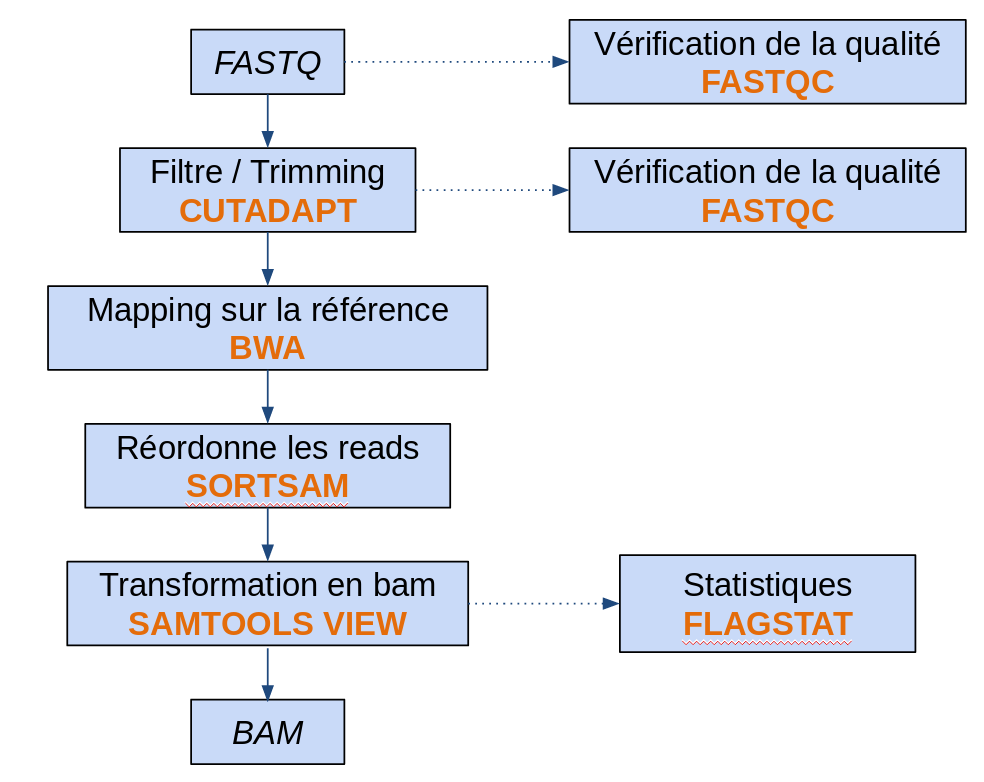 FASTQ
Vérification de la qualité
FASTQC
Filtre / Trimming
CUTADAPT
Vérification de la qualité
FASTQC
Mapping sur la référence
BWA
Réordonne les reads
SORTSAM
Transformation en bam
SAMTOOLS VIEW
Statistiques
FLAGSTAT
BAM